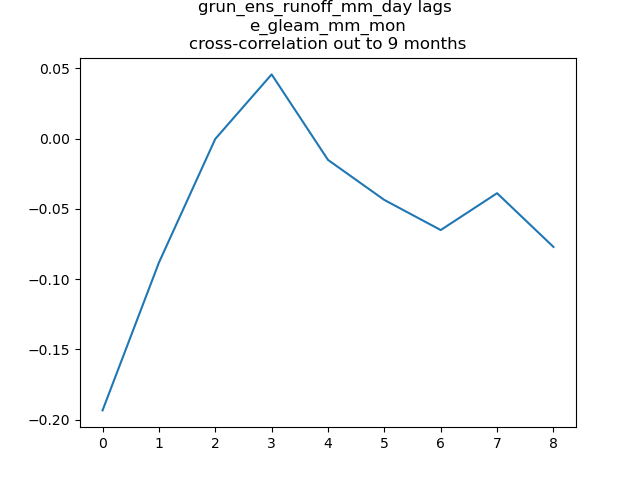 grun_ens_runoff_mm_day lags
e_gleam_mm_mon
cross-correlation out to 9 months
0.05
0.00
−0.05
−0.10
−0.15
−0.20
0 1 2 3 4 5 6 7 8